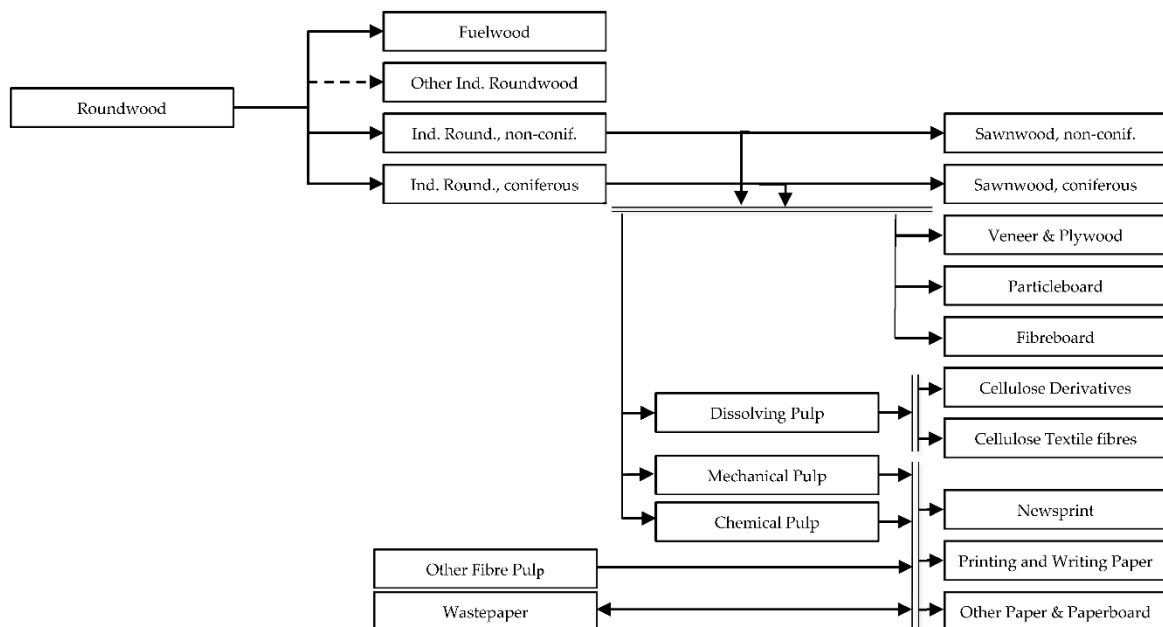 Fuelwood
Other Ind. Roundwood
Roundwood
Ind. Round., non-conif.
Sawnwood, non-conif.
Ind. Round., coniferous
Sawnwood, coniferous
Veneer & Plywood
Particleboard
Fibreboard
Cellulose Derivatives
Dissolving Pulp
Cellulose Textile fibres
Mechanical Pulp
Newsprint
Chemical Pulp
Printing and Writing Paper
Other Fibre Pulp
Wastepaper
Other Paper & Paperboard